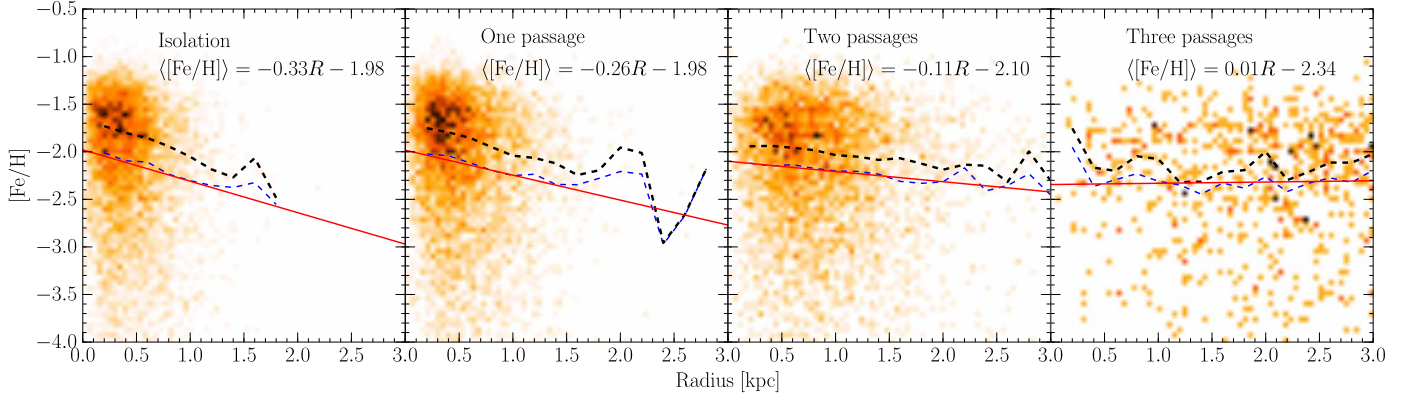 Isolation
⟨[Fe/H]⟩ = −0.33R − 1.98
One passage
⟨[Fe/H]⟩ = −0.26R − 1.98
Two passages
⟨[Fe/H]⟩ = −0.11R − 2.10
Three passages
⟨[Fe/H]⟩ = 0.01R − 2.34
[Fe/H]
−0.5
−1.0
−1.5
−2.0
−2.5
−3.0
−3.5
−4.0
0.0 0.5 1.0 1.5 2.0 2.5 3.0 0.5 1.0 1.5 2.0 2.5 3.0 0.5 1.0 1.5 2.0 2.5 3.0 0.5 1.0 1.5 2.0 2.5 3.0
Radius [kpc]